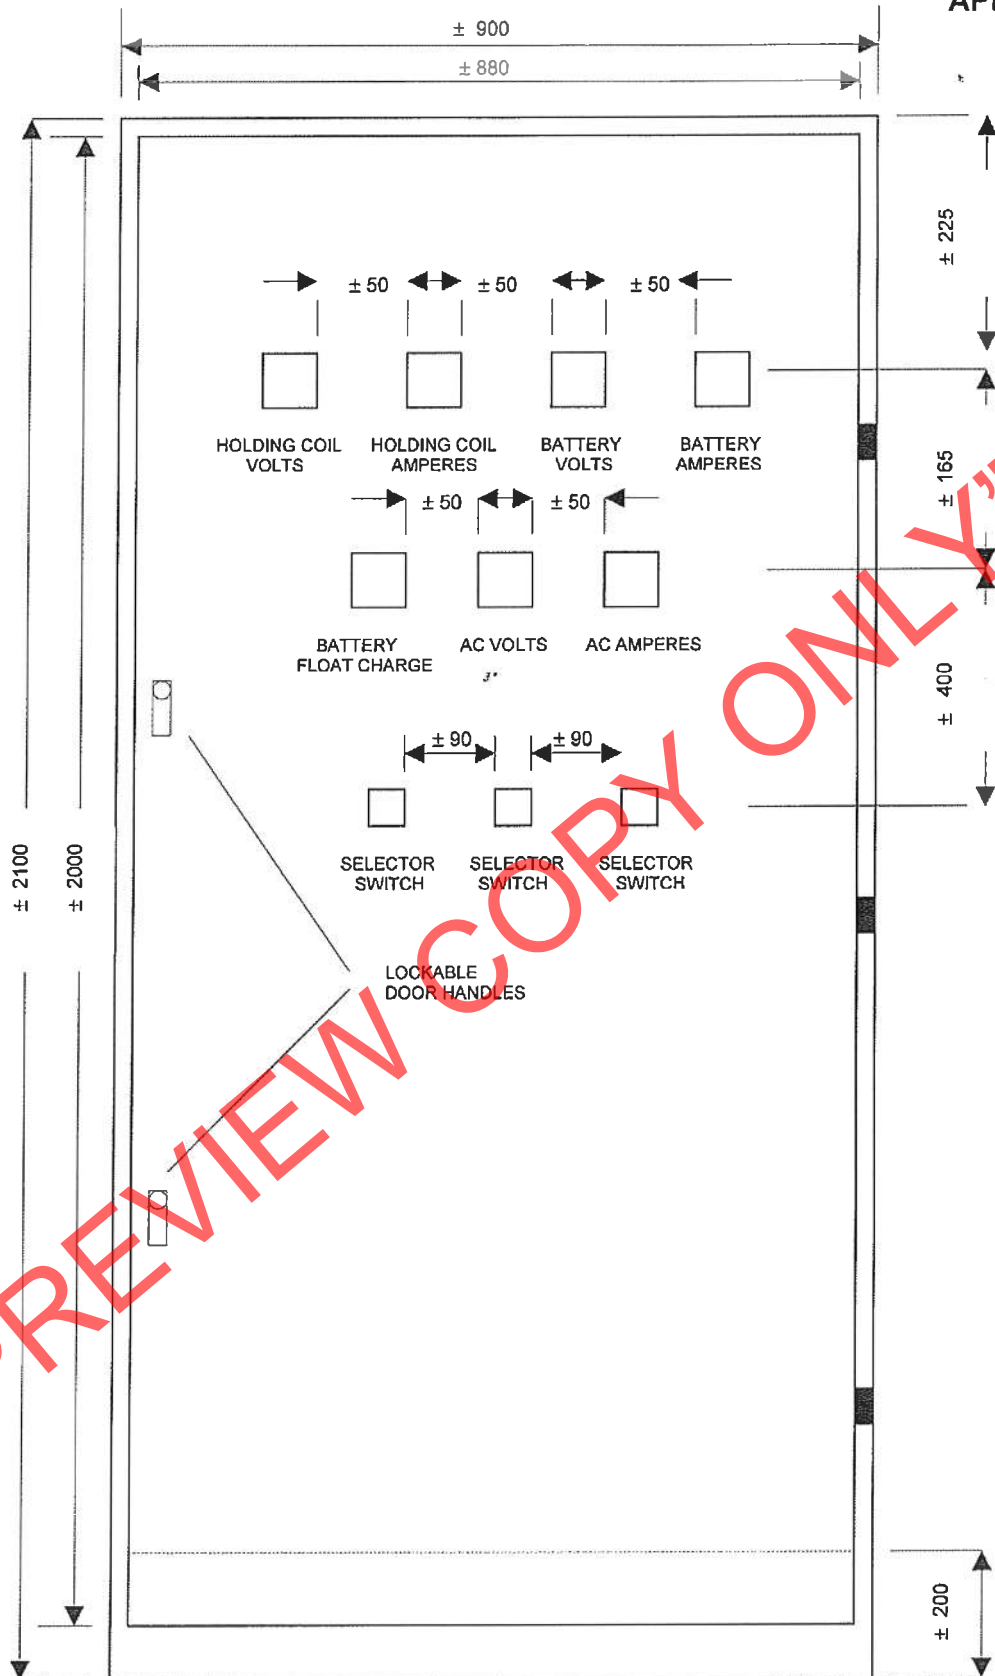 ± 900
± 880
± 225
± 50 ± 50 ± 50
HOLDING COIL VOLTS
HOLDING COIL AMPERES
BATTERY VOLTS
BATTERY AMPERES
± 165
± 50 ± 50
BATTERY FLOAT CHARGE
AC VOLTS
AC AMPERES
± 400
± 90 ± 90
SELECTOR SWITCH
SELECTOR SWITCH
SELECTOR SWITCH
± 2100
± 2000
LOCKABLE
DOOR HANDLES
± 200
PREVIEW COPY ONLY"